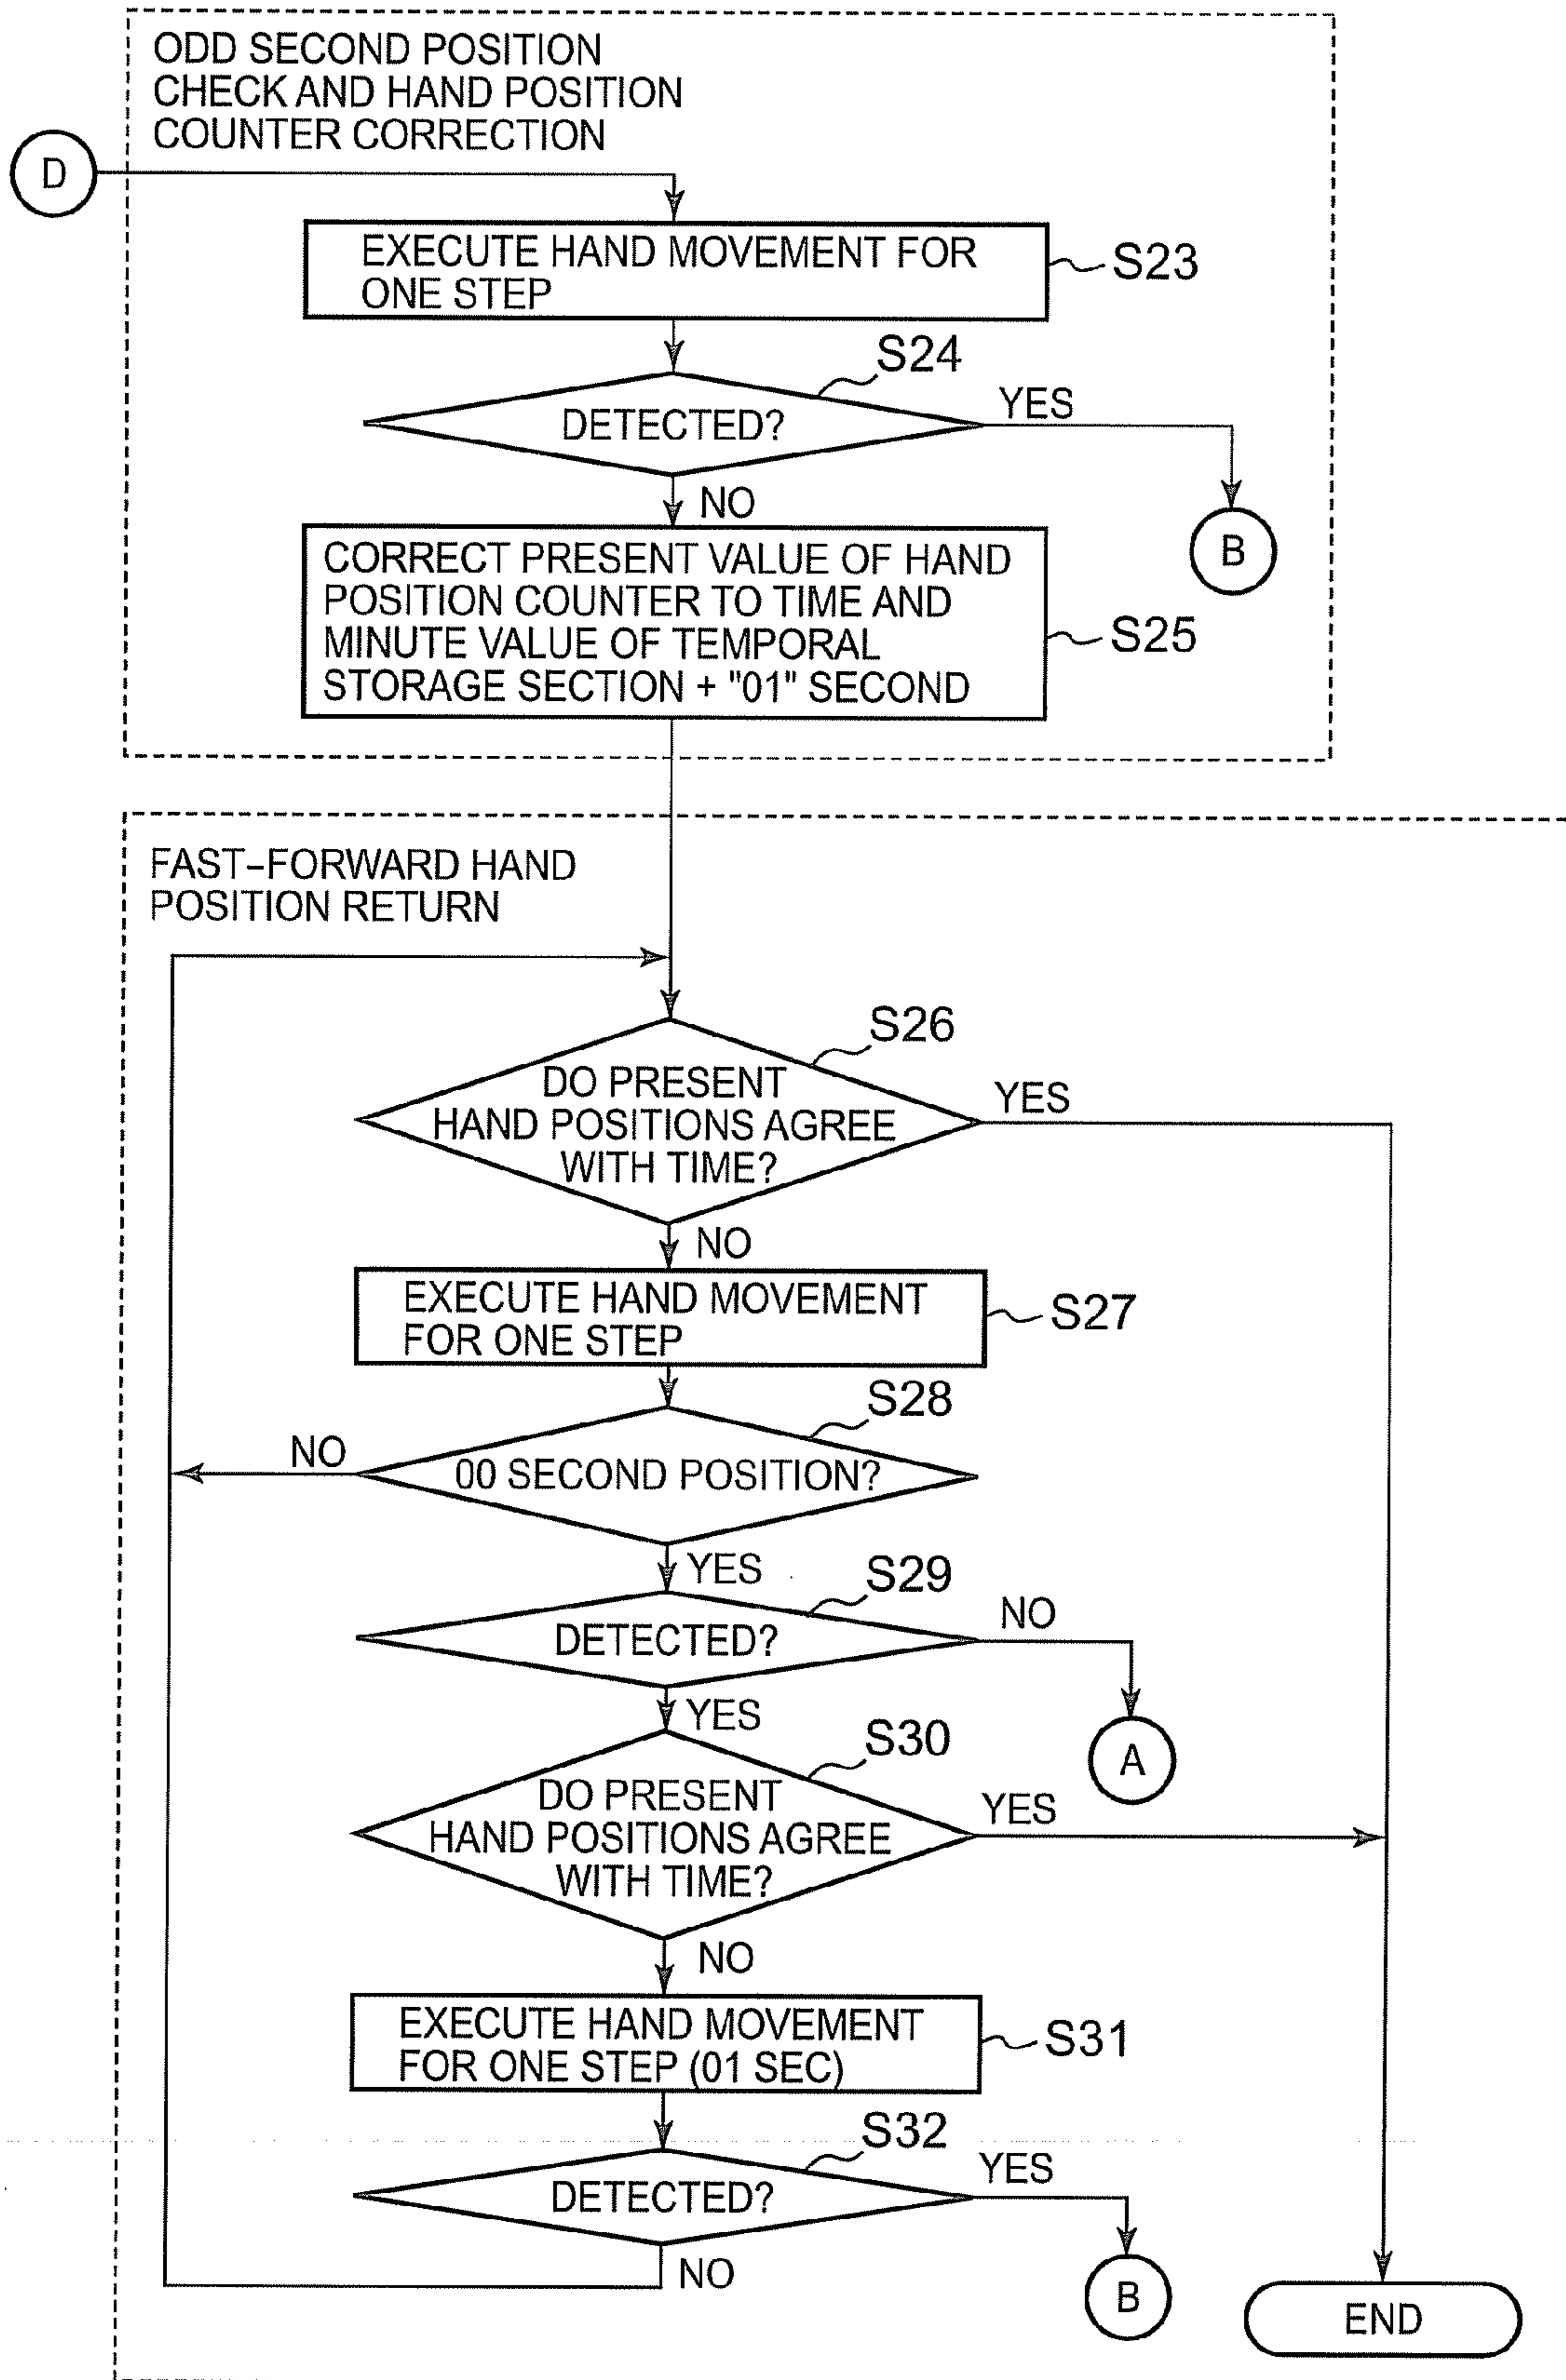 ODD SECOND POSITION
CHECK AND HAND POSITION
COUNTER CORRECTION
D
EXECUTE HAND MOVEMENT FOR
ONE STEP
S23
S24
DETECTED?
YES
NO
B
CORRECT PRESENT VALUE OF HAND
POSITION COUNTER TO TIME AND
MINUTE VALUE OF TEMPORAL
STORAGE SECTION + "01" SECOND
S25
FAST-FORWARD HAND
POSITION RETURN
S26
DO PRESENT
HAND POSITIONS AGREE
WITH TIME?
YES
NO
EXECUTE HAND MOVEMENT
FOR ONE STEP
S27
S28
NO
00 SECOND POSITION?
YES
S29
DETECTED?
NO
YES
A
S30
DO PRESENT
HAND POSITIONS AGREE
WITH TIME?
YES
NO
EXECUTE HAND MOVEMENT
FOR ONE STEP (01 SEC)
S31
S32
DETECTED?
YES
NO
B
END